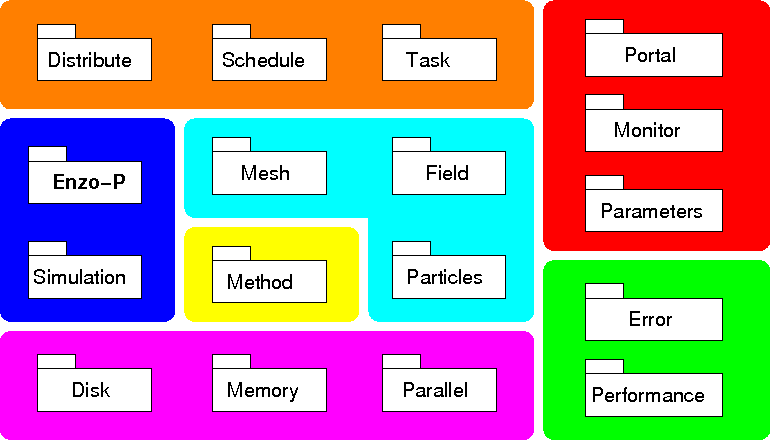 Distribute
Schedule
Task
Portal
Monitor
Parameters
Enzo-P
Simulation
Mesh
Field
Method
Particles
Disk
Memory
Parallel
Error
Performance